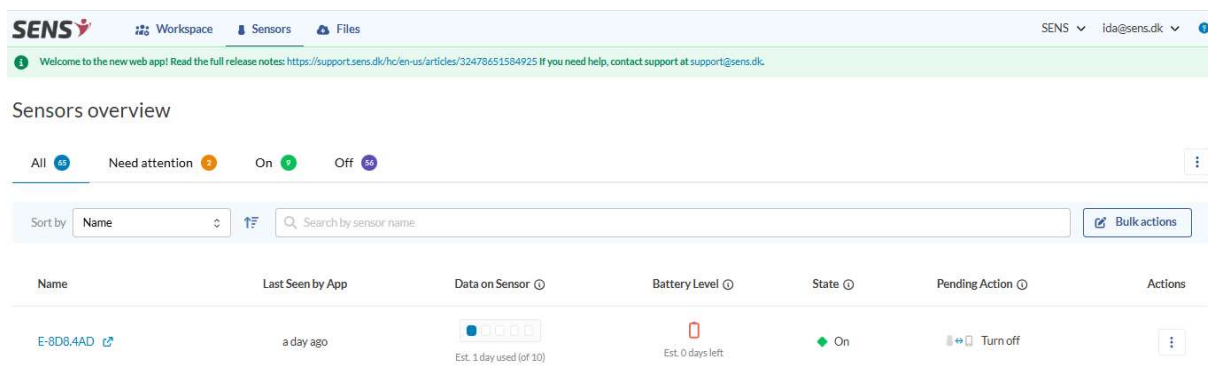 SENS Workspace Sensors Files SENS ida@sens.dk
Welcome to the new web app! Read the full release notes: https://support.sens.dk/hc/en-us/articles/32478651584925 If you need help, contact support at support@sens.dk.
Sensors overview
All 65 Need attention 2 On 9 Off 56
Sort by Name Search by sensor name Bulk actions
Name Last Seen by App Data on Sensor Battery Level State Pending Action Actions
E-8D8.4AD a day ago Est. 1 day used (of 10) Est. 0 days left On Turn off